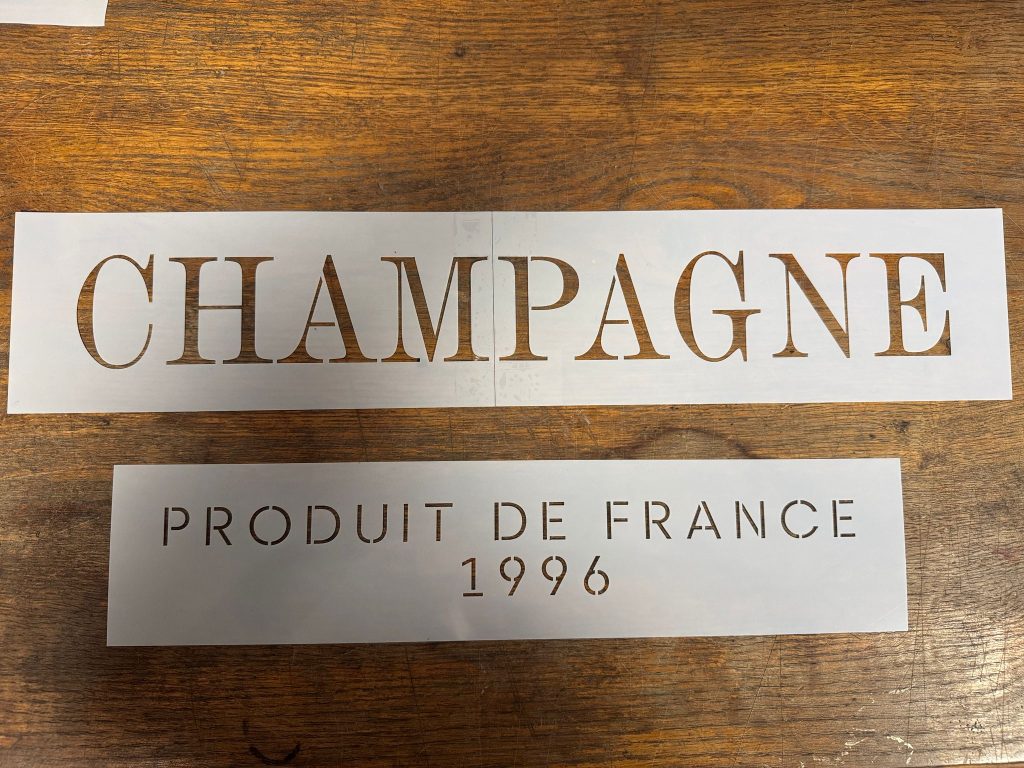 CHAMPAGNE
PRODUIT DE FRANCE
1996